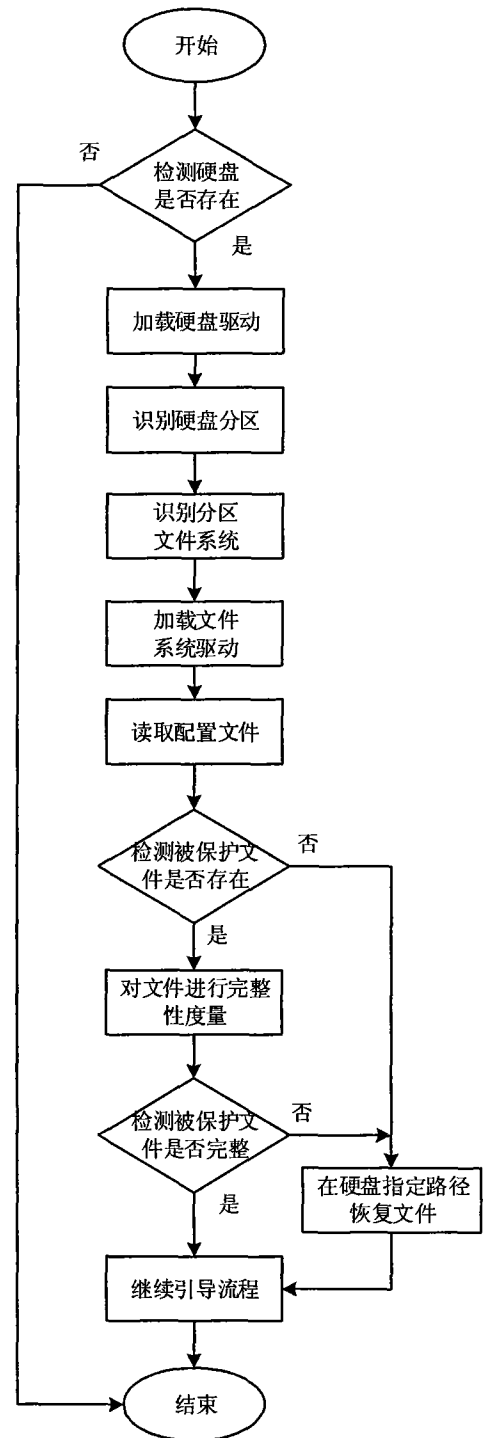 开始
否
检测硬盘
是否存在
是
加载硬盘驱动
识别硬盘分区
识别分区
文件系统
加载文件
系统驱动
读取配置文件
检测被保护文
件是否存在
否
是
对文件进行完整
性度量
检测被保护文
件是否完整
否
是
在硬盘指定路径
恢复文件
继续引导流程
结束